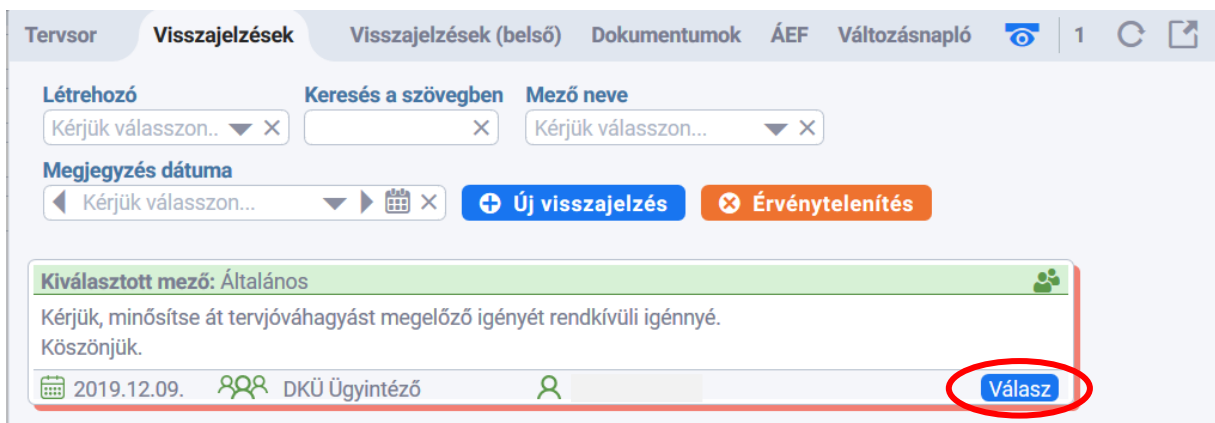 Tervsor Visszajelzések Visszajelzések (belső) Dokumentumok ÁEF Változásnapló 1
Létrehozó Keresés a szövegben Mező neve
Kérjük válasszon.. Kérjük válasszon...
Megjegyzés dátuma
Kérjük válasszon... Új visszajelzés Érvénytelenítés
Kiválasztott mező: Általános
Kérjük, minősítse át tervjóváhagyást megelőző igényét rendkívüli igénnyé.
Köszönjük.
2019.12.09. DKÜ Ügyintéző Válasz